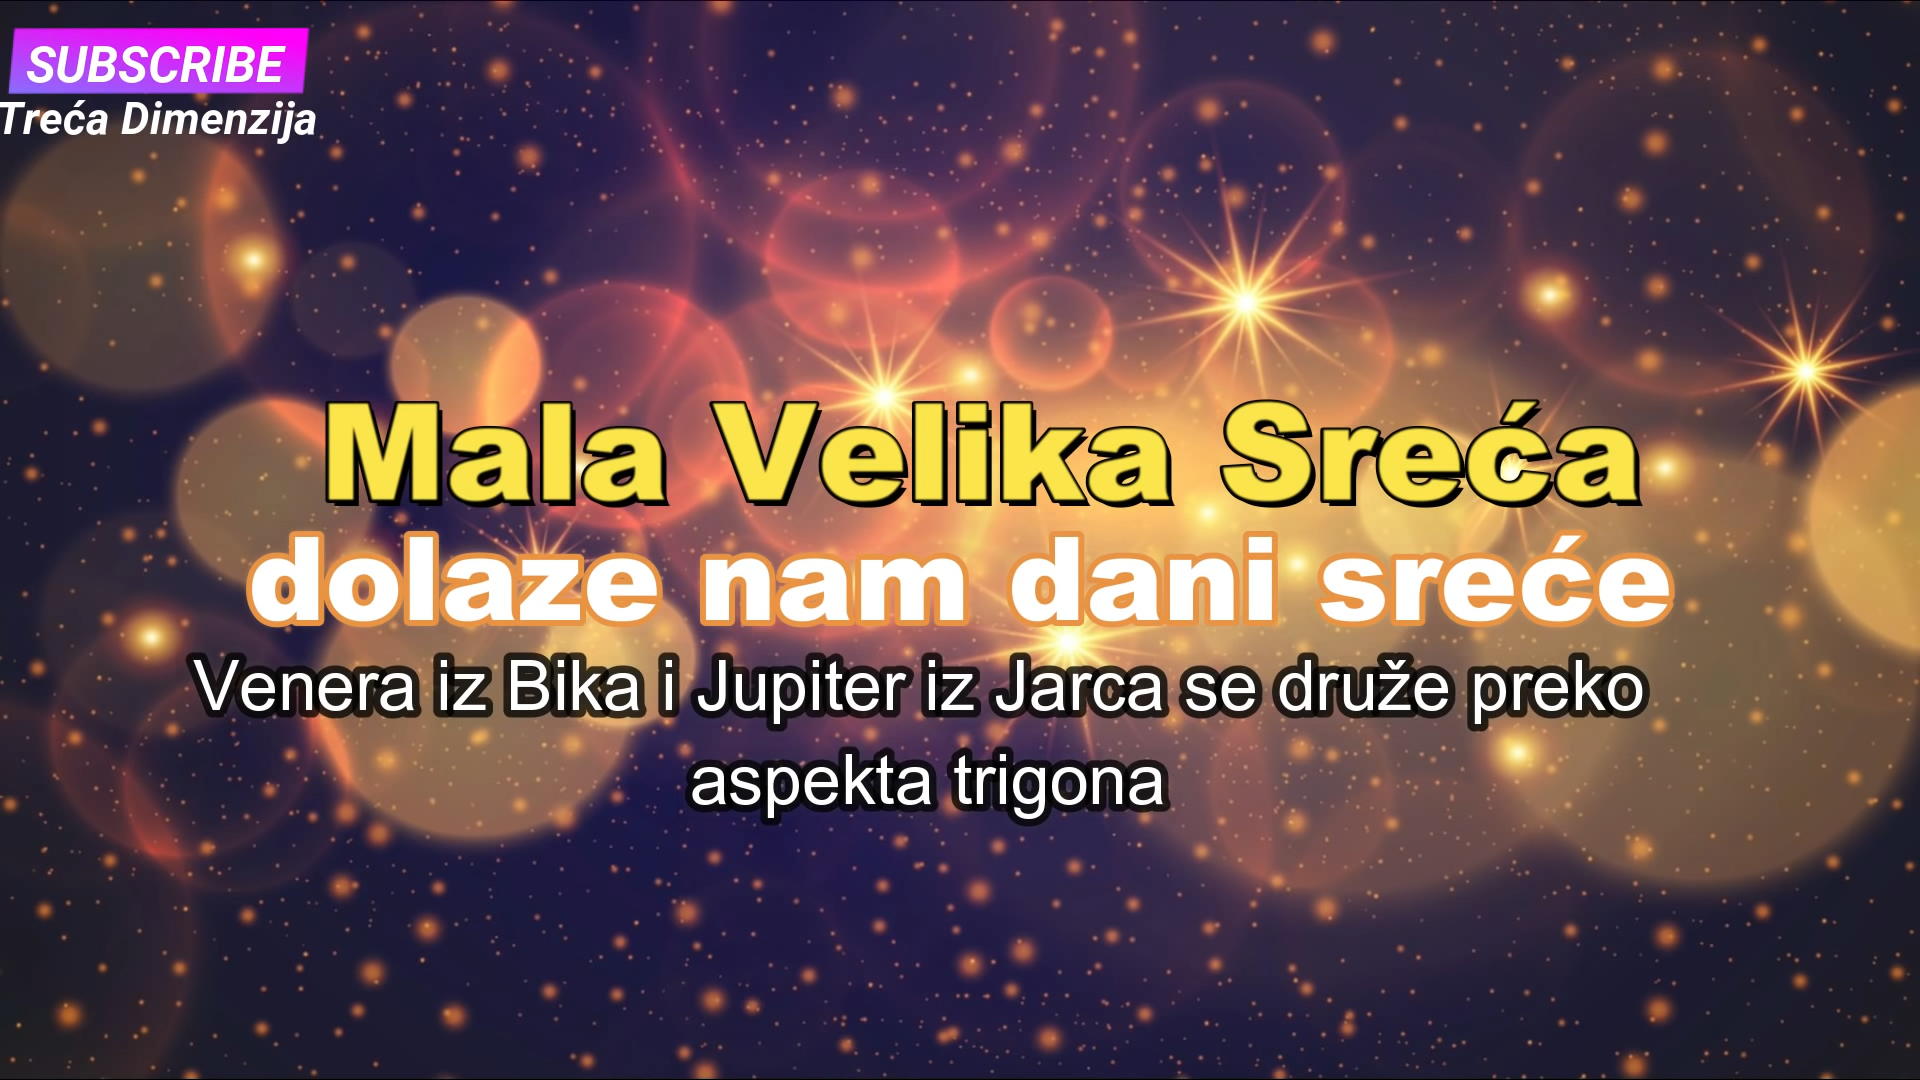 SUBSCRIBE
Treća Dimenzija
Mala Velika Sreća
dolaze nam dani sreće
Venera iz Bika i Jupiter iz Jarca se druže preko
aspekta trigona